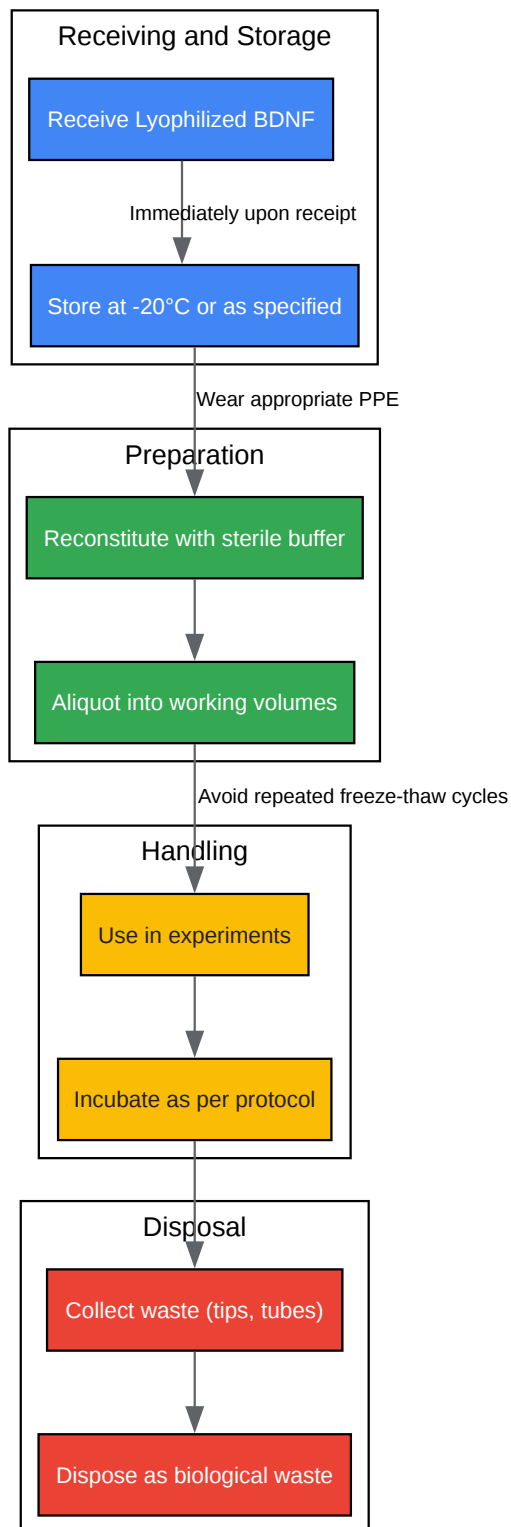 Receiving and Storage
Receive Lyophilized BDNF
Immediately upon receipt
Store at -20°C or as specified
Wear appropriate PPE
Preparation
Reconstitute with sterile buffer
Aliquot into working volumes
Avoid repeated freeze-thaw cycles
Handling
Use in experiments
Incubate as per protocol
Disposal
Collect waste (tips, tubes)
Dispose as biological waste